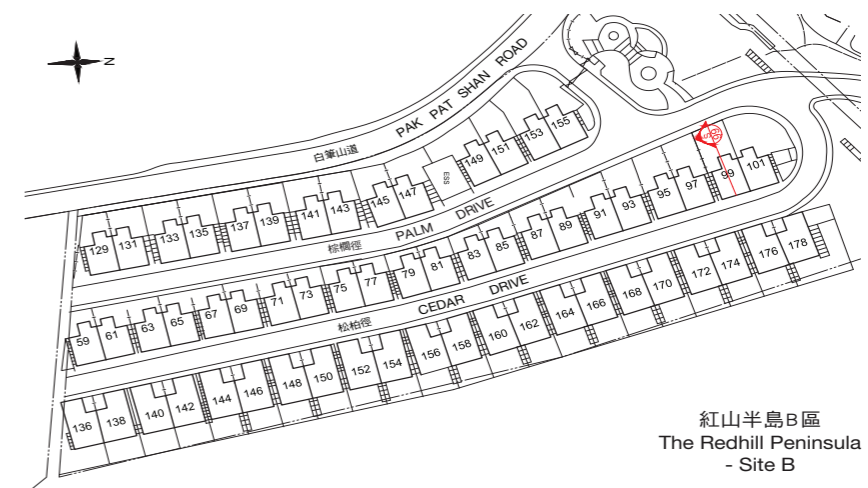 N
白筆山道
PAK PAT SHAN ROAD
153 155
149 151
ESS
145 147
141 143
137 139
133 135
129 131
棕櫚徑
PALM DRIVE
99 101
95 97
91 93
87 89
83 85
79 81
75 77
71 73
67 69
63 65
59 61
松柏徑
CEDAR DRIVE
176 178
172 174
168 170
164 166
160 162
156 158
152 154
148 150
144 146
140 142
136 138
紅山半島B區
The Redhill Peninsula
- Site B